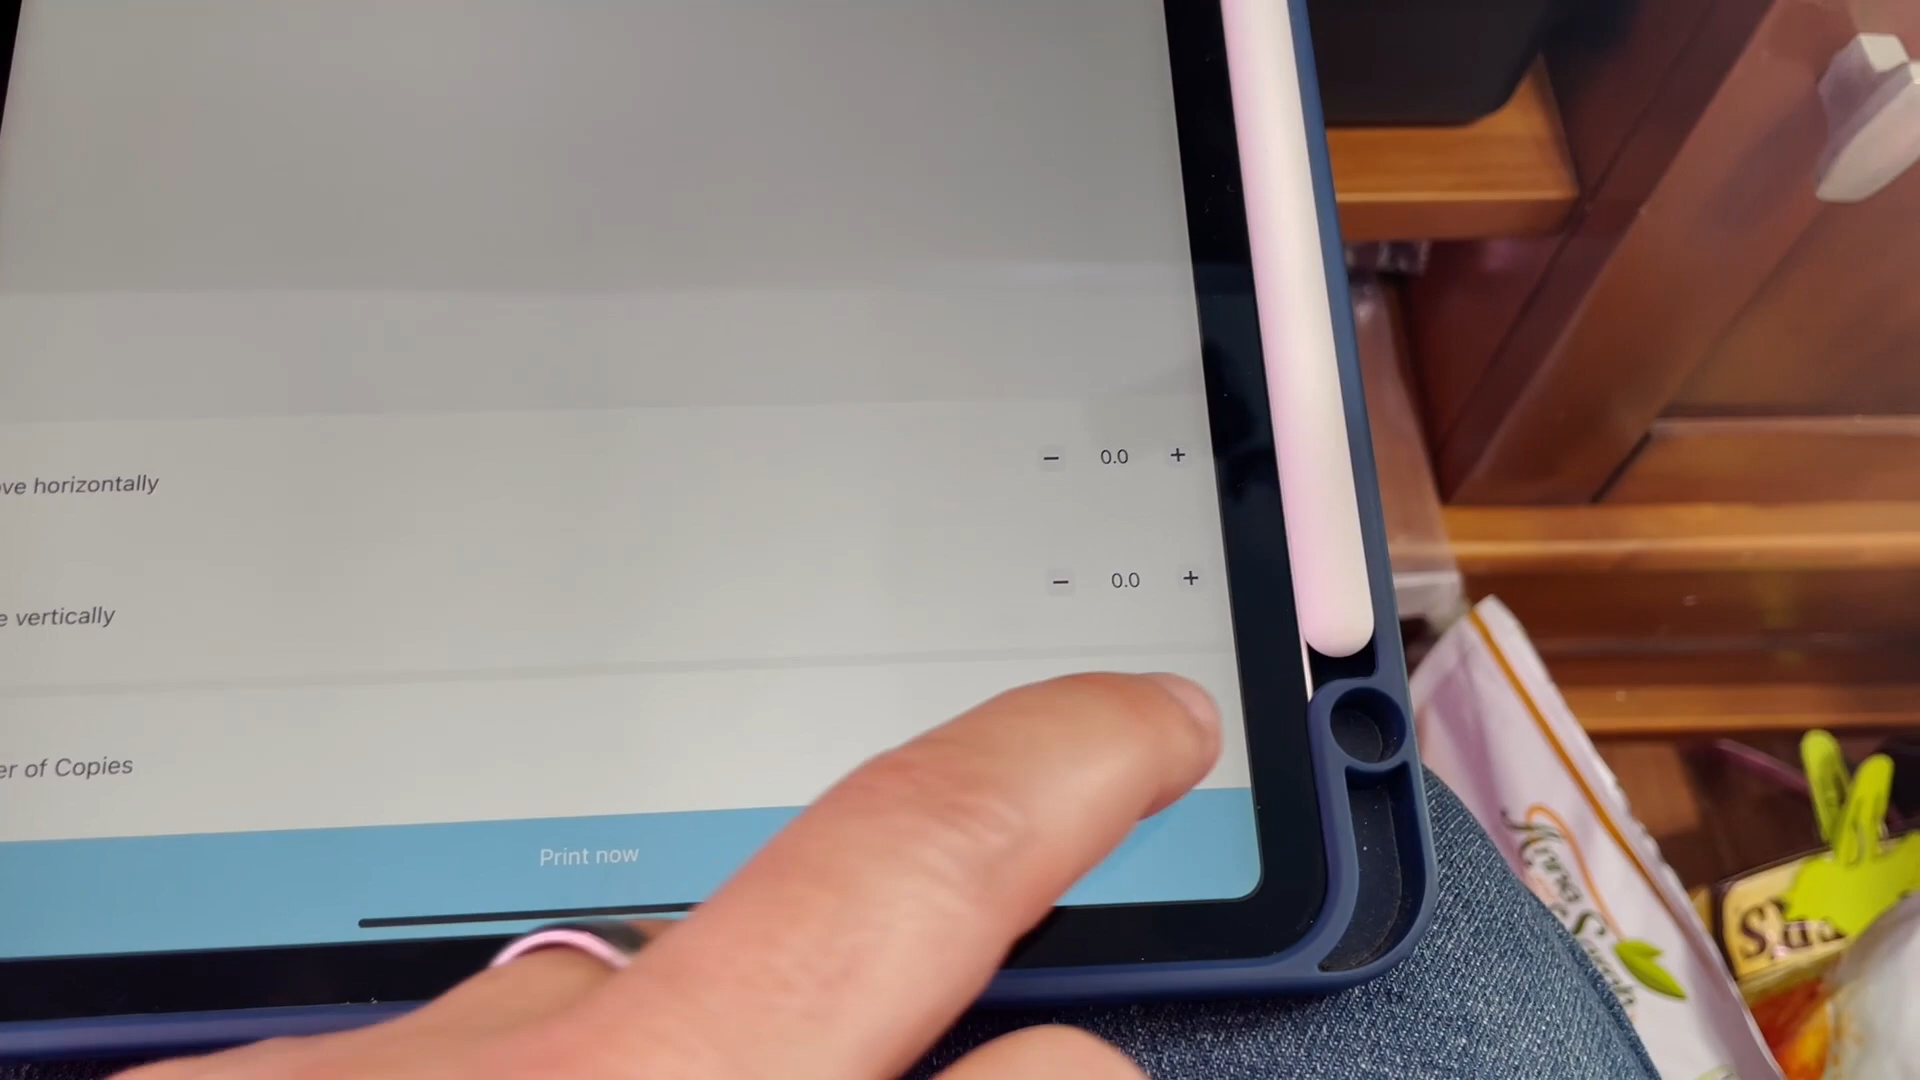 ve horizontally
− 0.0 +
e vertically
− 0.0 +
er of Copies
Print now